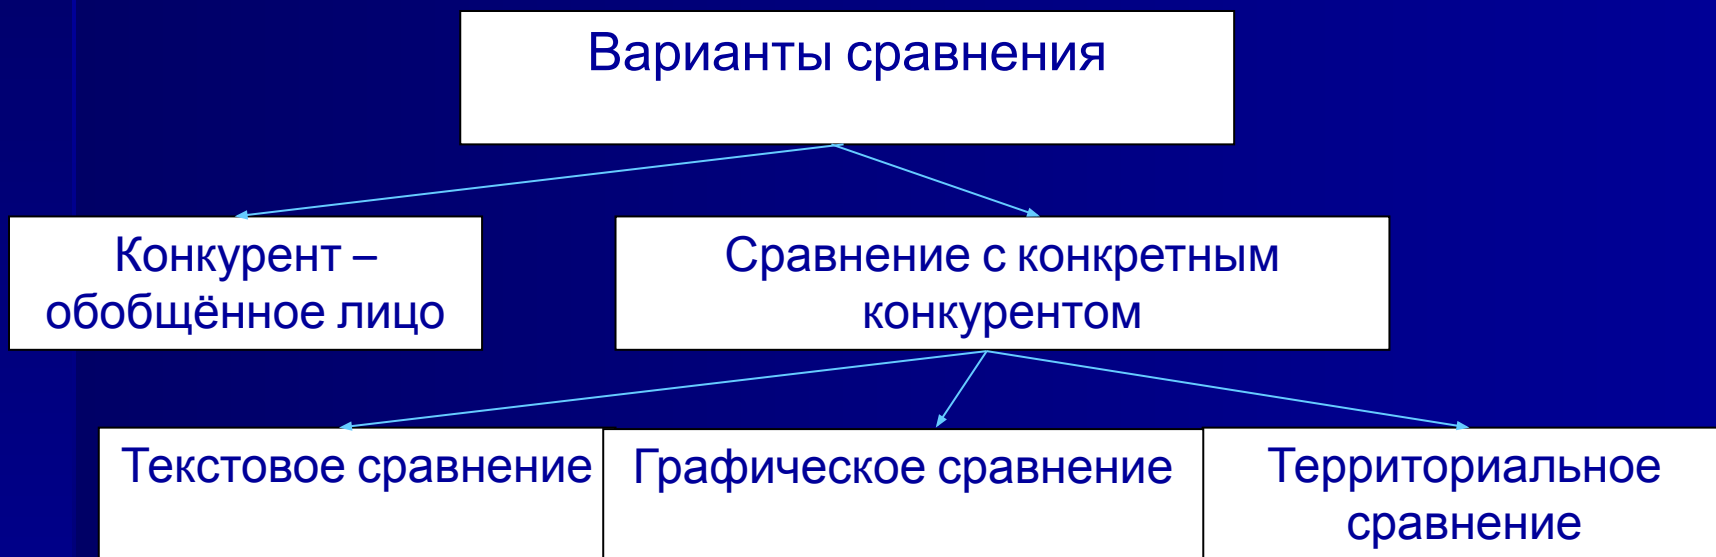 Варианты сравнения
Конкурент –
обобщённое лицо
Сравнение с конкретным
конкурентом
Текстовое сравнение
Графическое сравнение
Территориальное
сравнение